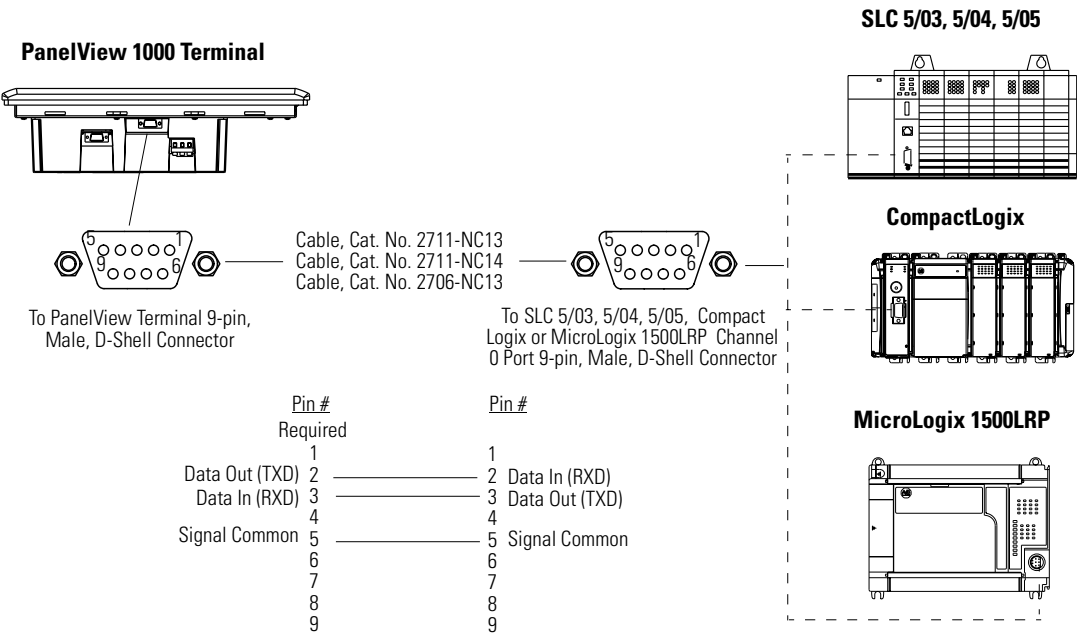 SLC 5/03, 5/04, 5/05
PanelView 1000 Terminal
CompactLogix
5 1
9 6
Cable, Cat. No. 2711-NC13
Cable, Cat. No. 2711-NC14
Cable, Cat. No. 2706-NC13
5 1
9 6
To PanelView Terminal 9-pin,
Male, D-Shell Connector
To SLC 5/03, 5/04, 5/05, Compact
Logix or MicroLogix 1500LRP Channel
0 Port 9-pin, Male, D-Shell Connector
MicroLogix 1500LRP
Pin # Pin #
Required
1 1
Data Out (TXD) 2 2 Data In (RXD)
Data In (RXD) 3 3 Data Out (TXD)
4 4
Signal Common 5 5 Signal Common
6 6
7 7
8 8
9 9